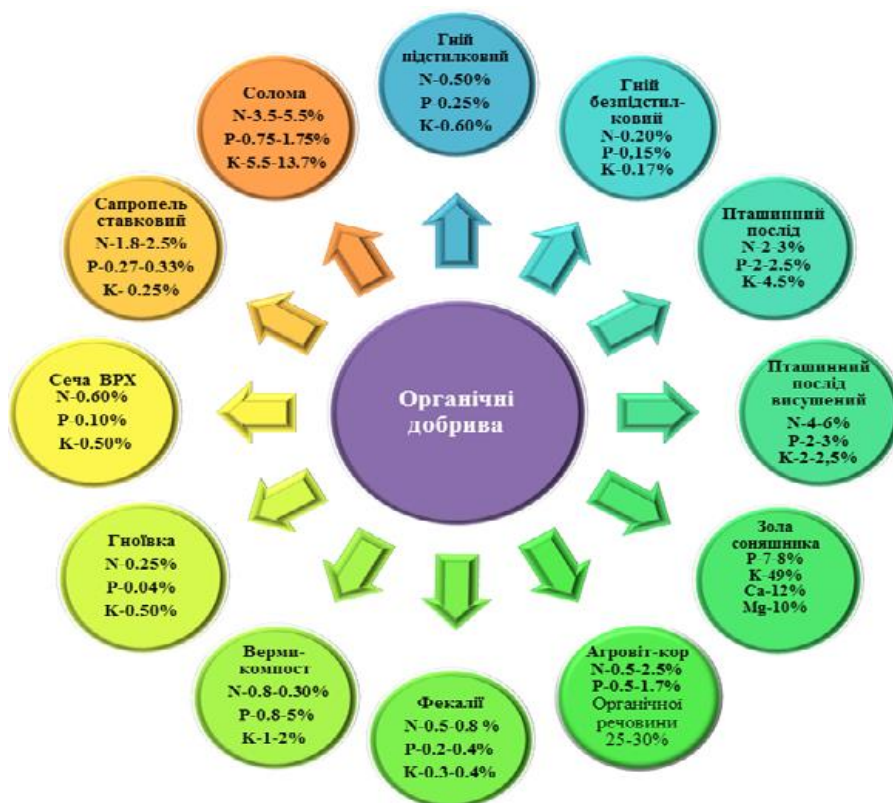 Гній
підстилковий
N-0.50%
P-0.25%
K-0.60%
Гній
безпідстил-
ковий
N-0.20%
P-0,15%
K-0.17%
Пташинний
послід
N-2-3%
P-2-2.5%
K-4.5%
Пташинний
послід
висушений
N-4-6%
P-2-3%
K-2-2,5%
Зола
соняшника
P-7-8%
K-49%
Ca-12%
Mg-10%
Агровіт-кор
N-0.5-2.5%
P-0.5-1.7%
Органічної
речовини
25-30%
Фекалії
N-0.5-0.8 %
P-0.2-0.4%
K-0.3-0.4%
Верми-
компост
N-0.8-0.30%
P-0.8-5%
K-1-2%
Гноївка
N-0.25%
P-0.04%
K-0.50%
Сеча ВРХ
N-0.60%
P-0.10%
K-0.50%
Сапропель
ставковий
N-1.8-2.5%
P-0.27-0.33%
K- 0.25%
Солома
N-3.5-5.5%
P-0.75-1.75%
K-5.5-13.7%
Органічні
добрива